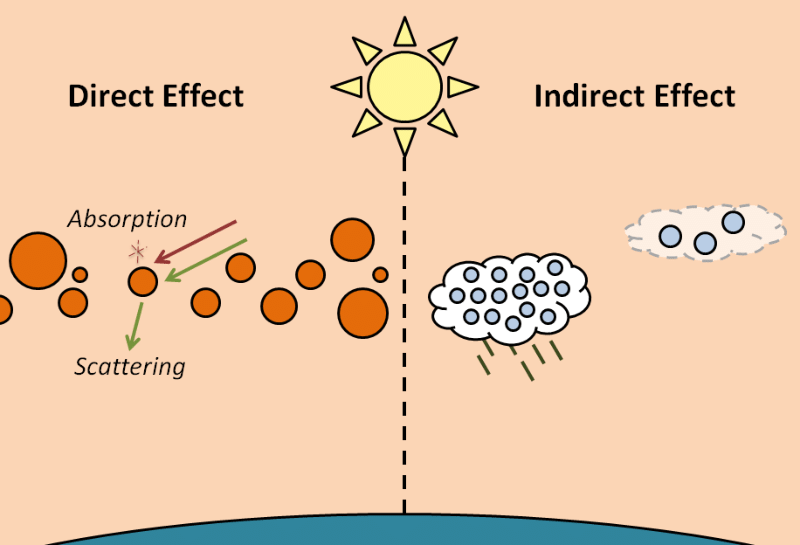 Direct Effect
Indirect Effect
Absorption
Scattering